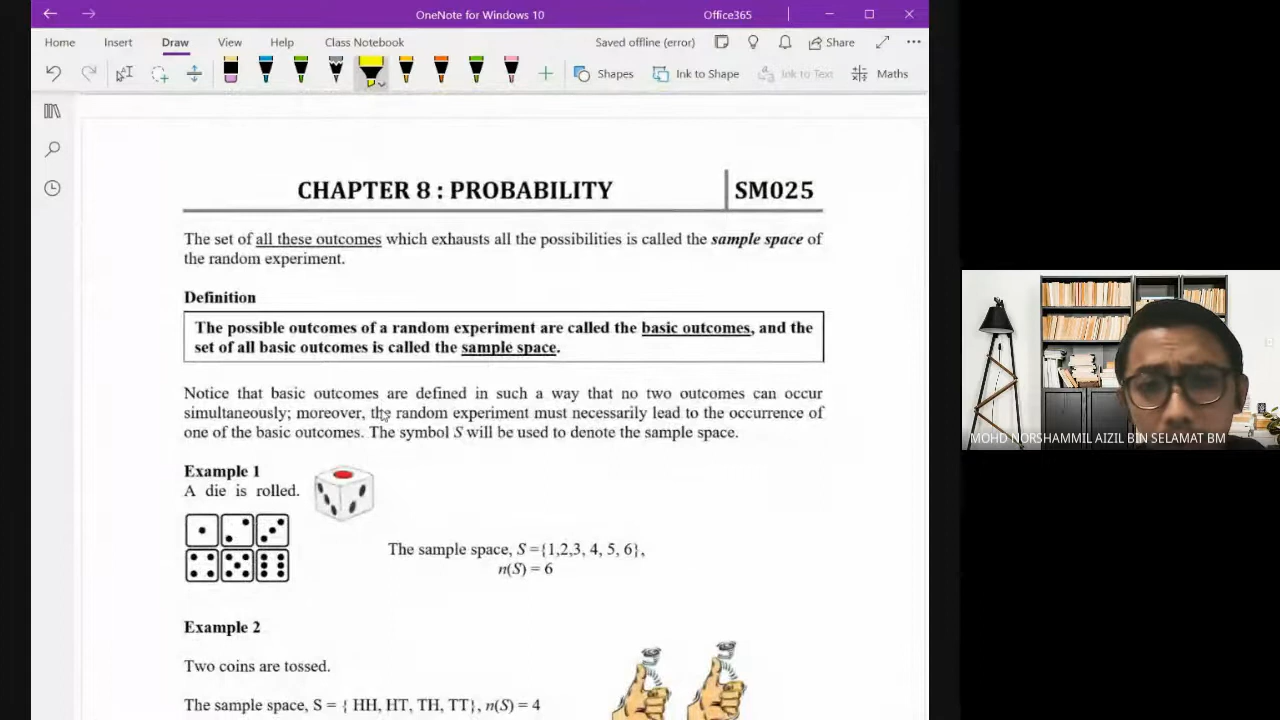 OneNote for Windows 10
Office365
Home Insert Draw View Help Class Notebook
Saved offline (error)
Share
Shapes
Ink to Shape
Ink to Text
Maths
CHAPTER 8 : PROBABILITY
SM025
The set of all these outcomes which exhausts all the possibilities is called the sample space of
the random experiment.
Definition
The possible outcomes of a random experiment are called the basic outcomes, and the
set of all basic outcomes is called the sample space.
Notice that basic outcomes are defined in such a way that no two outcomes can occur
simultaneously; moreover, the random experiment must necessarily lead to the occurrence of
one of the basic outcomes. The symbol S will be used to denote the sample space.
Example 1
A die is rolled.
The sample space, S ={1,2,3, 4, 5, 6},
n(S) = 6
Example 2
Two coins are tossed.
The sample space, S = { HH, HT, TH, TT}, n(S) = 4
MOHD NORSHAMMIL AIZIL BIN SELAMAT BM